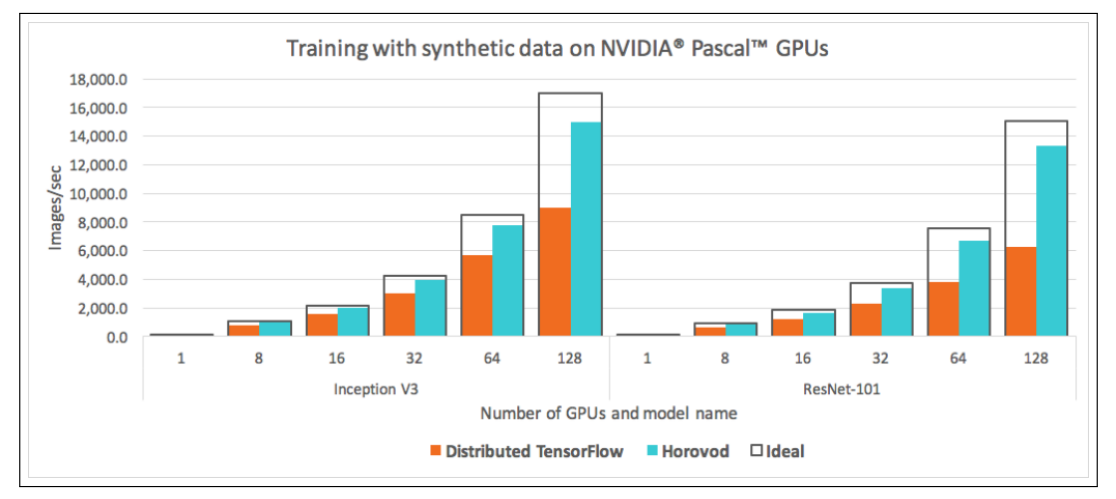 Training with synthetic data on NVIDIA® Pascal™ GPUs
18,000.0
16,000.0
14,000.0
12,000.0
10,000.0
8,000.0
6,000.0
4,000.0
2,000.0
0.0
Images/sec
1 8 16 32 64 128 1 8 16 32 64 128
Inception V3 ResNet-101
Number of GPUs and model name
Distributed TensorFlow Horovod Ideal